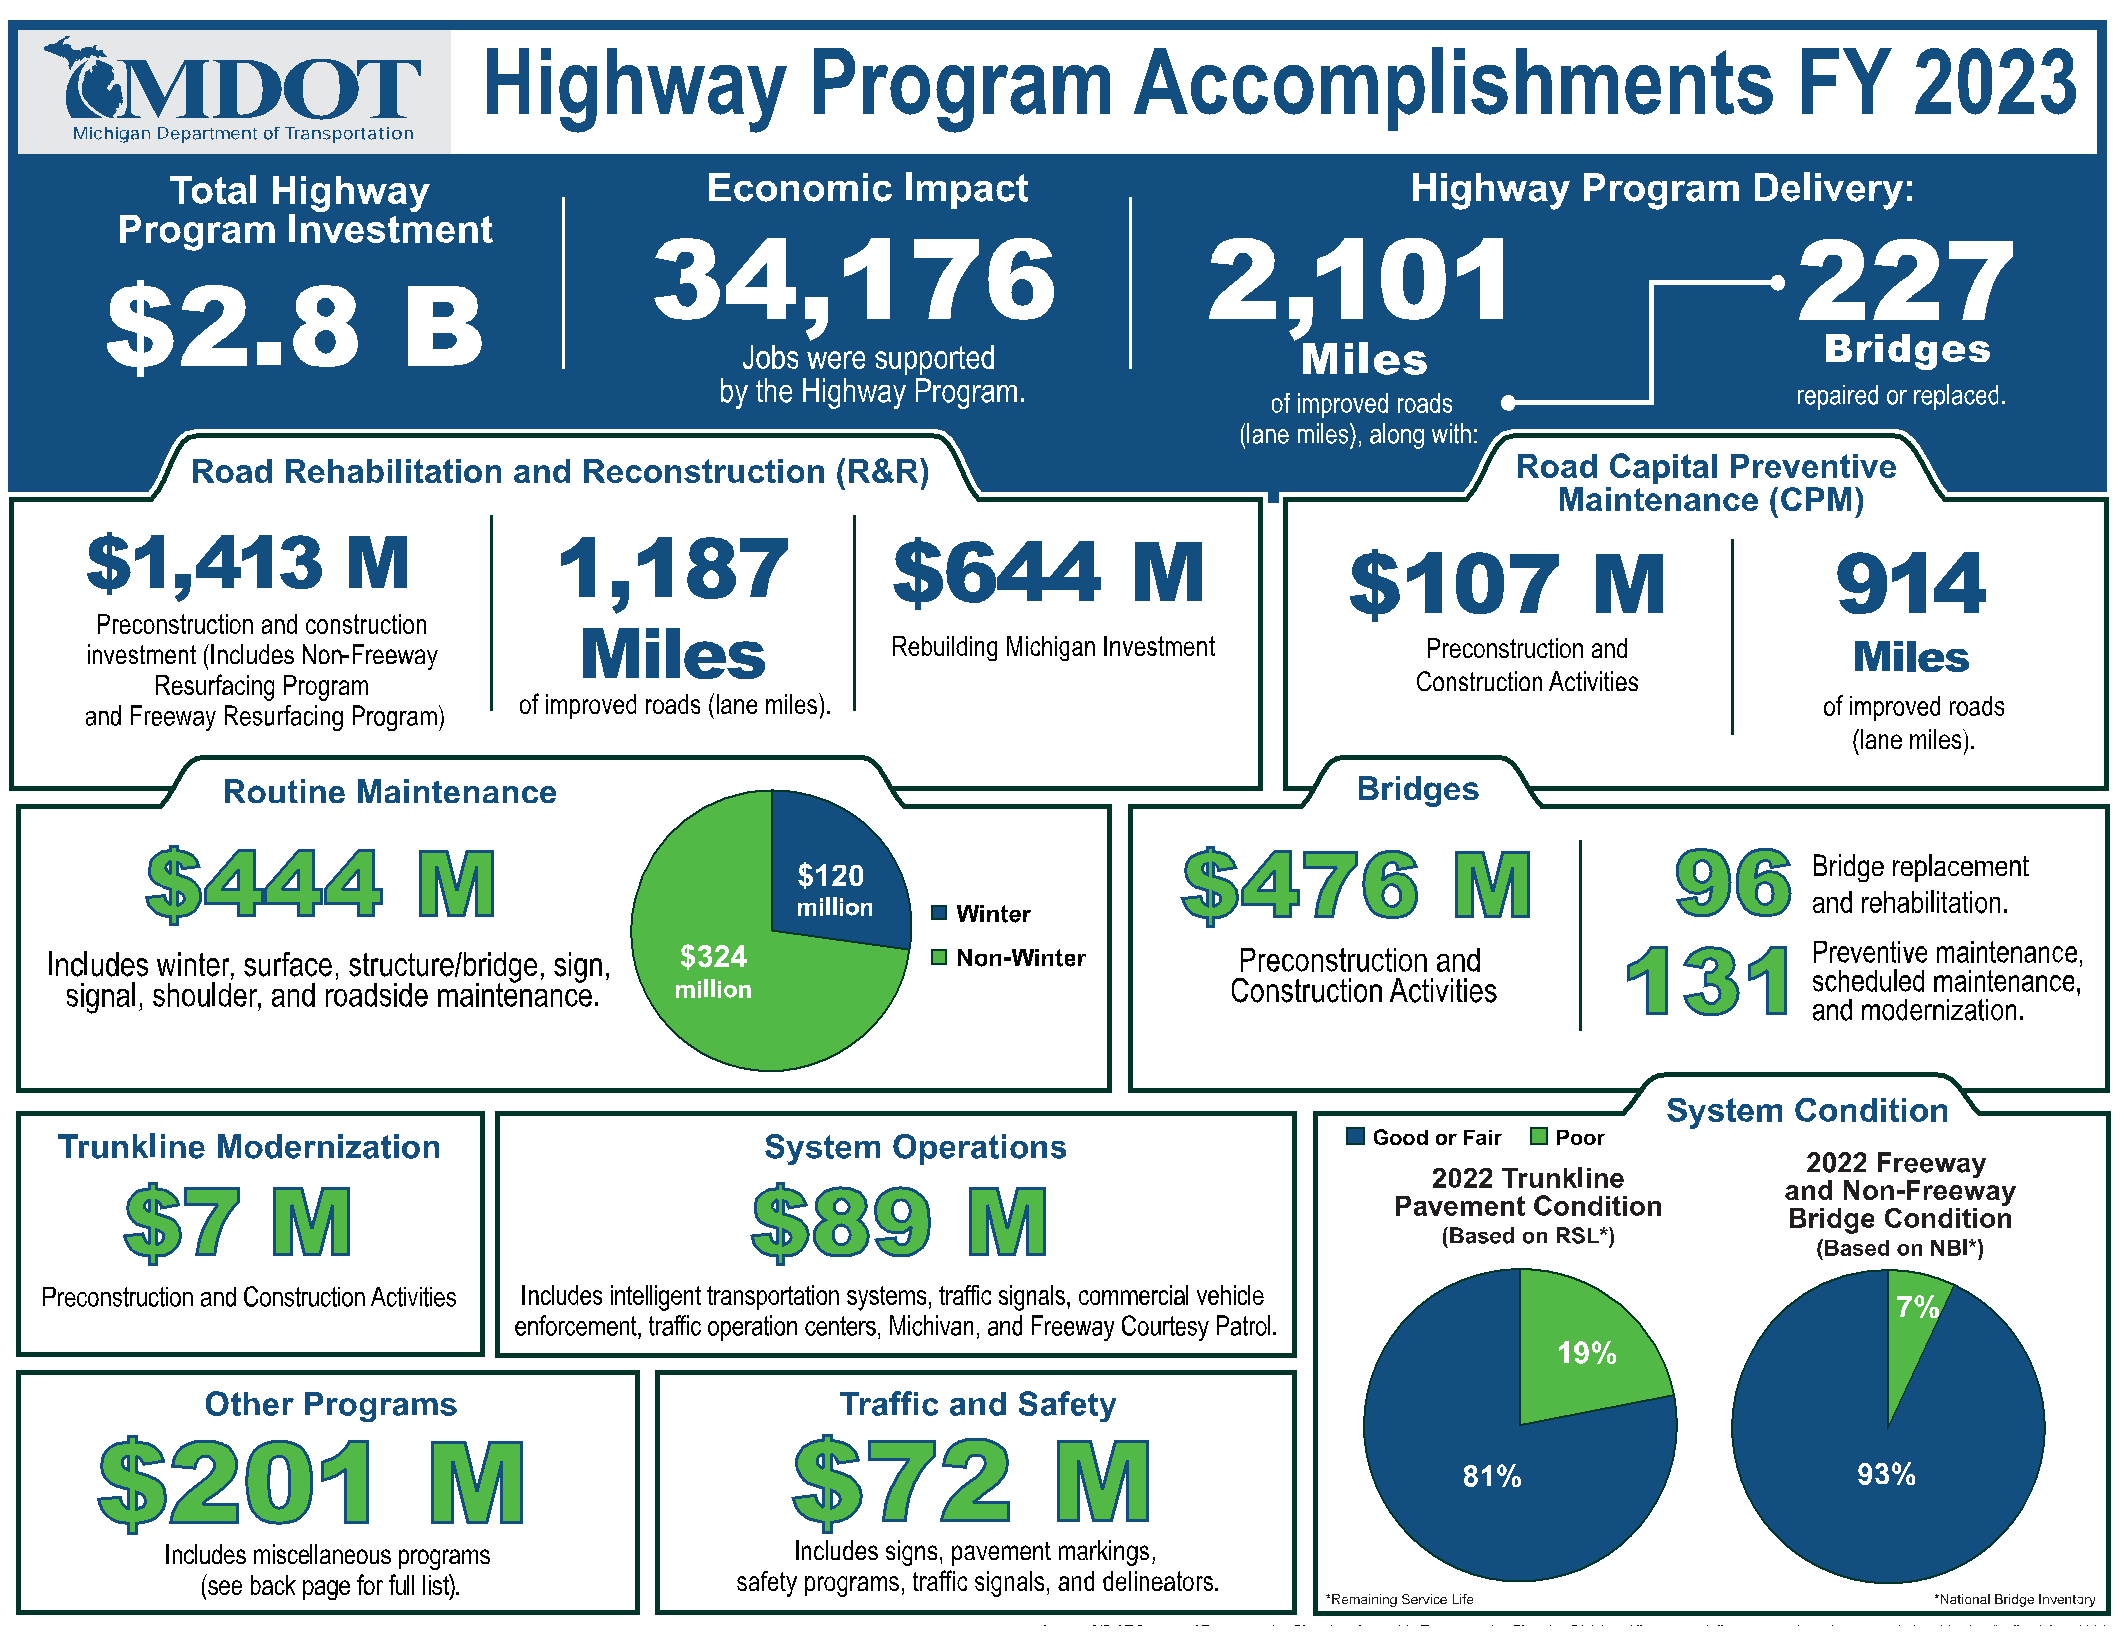 MDOT
Michigan Department of Transportation
Highway Program Accomplishments FY 2023
Total Highway
Program Investment
$2.8 B
Economic Impact
34,176
Jobs were supported
by the Highway Program.
Highway Program Delivery:
2,101
Miles
of improved roads
(lane miles), along with:
227
Bridges
repaired or replaced.
Road Rehabilitation and Reconstruction (R&R)
$1,413 M
Preconstruction and construction
investment (Includes Non-Freeway
Resurfacing Program
and Freeway Resurfacing Program)
1,187
Miles
of improved roads (lane miles).
$644 M
Rebuilding Michigan Investment
Road Capital Preventive
Maintenance (CPM)
$107 M
Preconstruction and
Construction Activities
914
Miles
of improved roads
(lane miles).
Routine Maintenance
$444 M
Includes winter, surface, structure/bridge, sign,
signal, shoulder, and roadside maintenance.
$120
million
$324
million
Winter
Non-Winter
Bridges
$476 M
Preconstruction and
Construction Activities
96
Bridge replacement
and rehabilitation.
131
Preventive maintenance,
scheduled maintenance,
and modernization.
Trunkline Modernization
$7 M
Preconstruction and Construction Activities
System Operations
$89 M
Includes intelligent transportation systems, traffic signals, commercial vehicle
enforcement, traffic operation centers, Michivan, and Freeway Courtesy Patrol.
System Condition
Good or Fair
Poor
2022 Trunkline
Pavement Condition
(Based on RSL*)
19%
81%
2022 Freeway
and Non-Freeway
Bridge Condition
(Based on NBI*)
7%
93%
*Remaining Service Life
*National Bridge Inventory
Other Programs
$201 M
Includes miscellaneous programs
(see back page for full list).
Traffic and Safety
$72 M
Includes signs, pavement markings,
safety programs, traffic signals, and delineators.